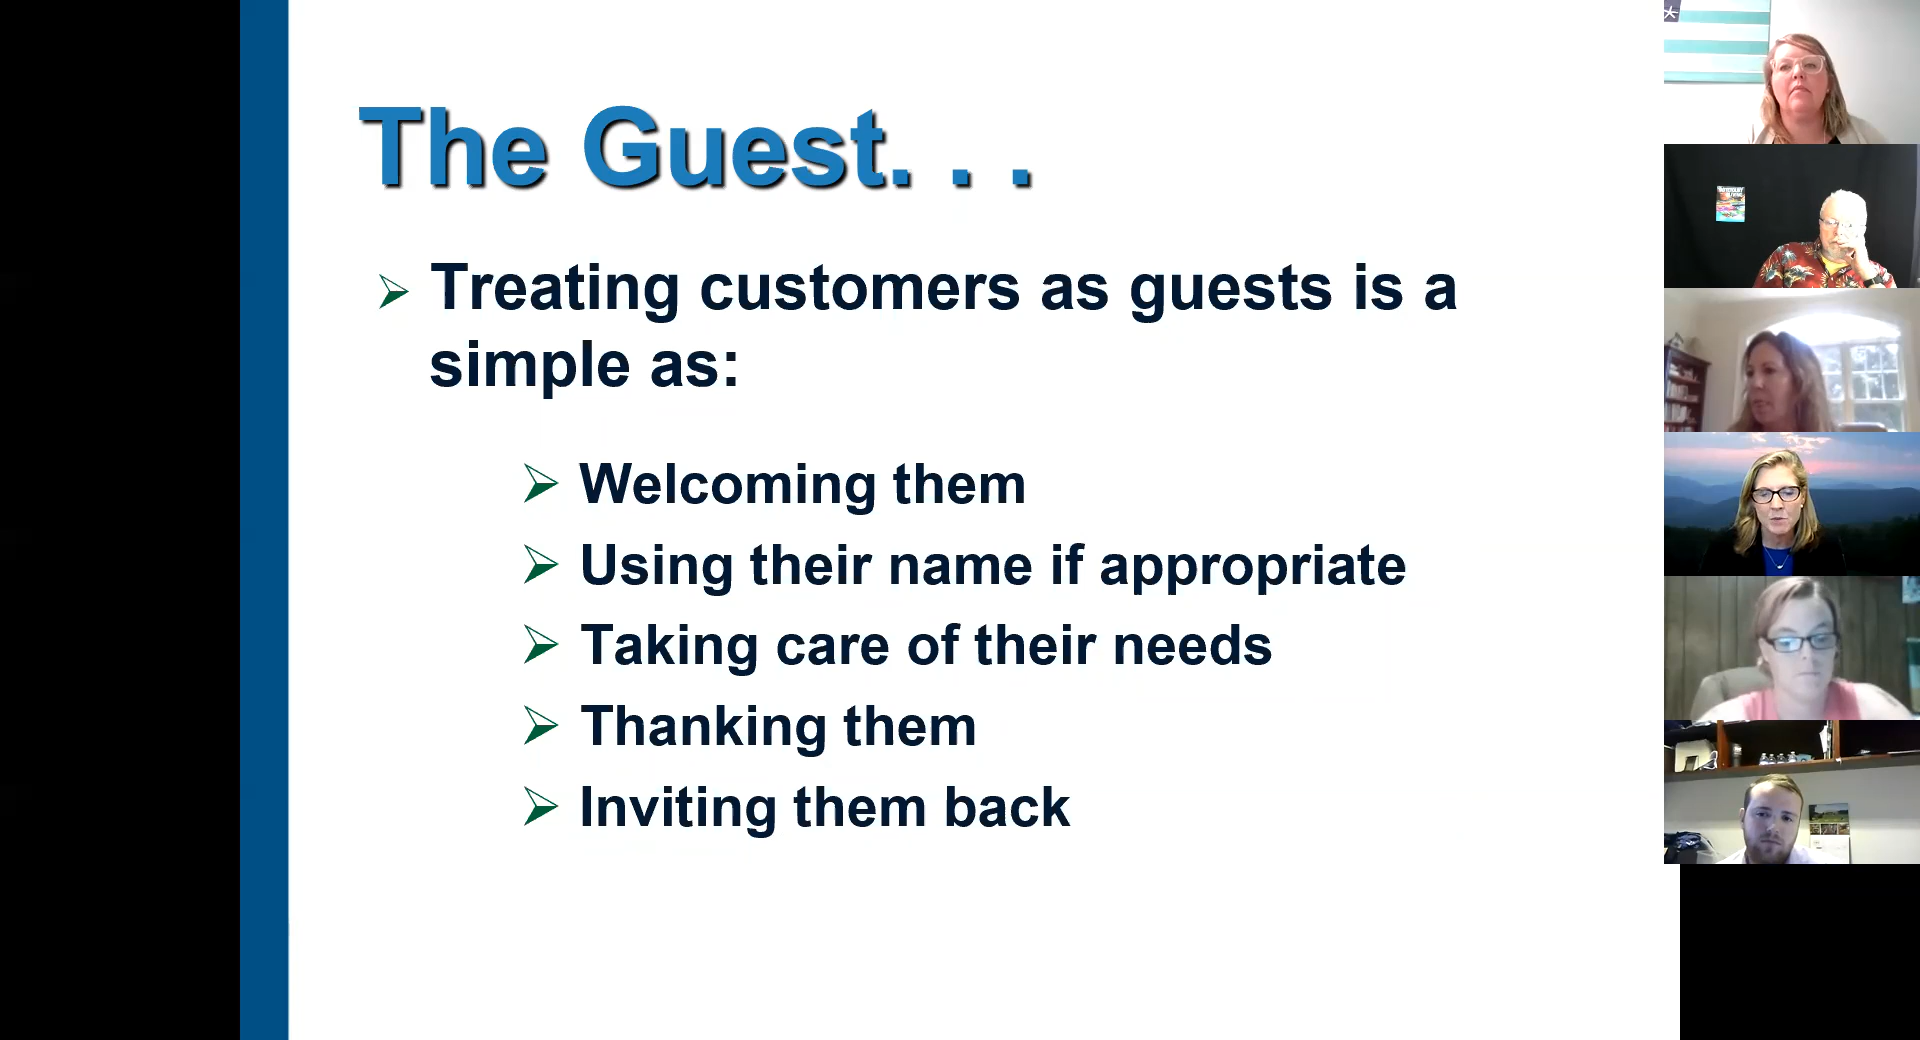 The Guest. . .
Treating customers as guests is a
simple as:
Welcoming them
Using their name if appropriate
Taking care of their needs
Thanking them
Inviting them back